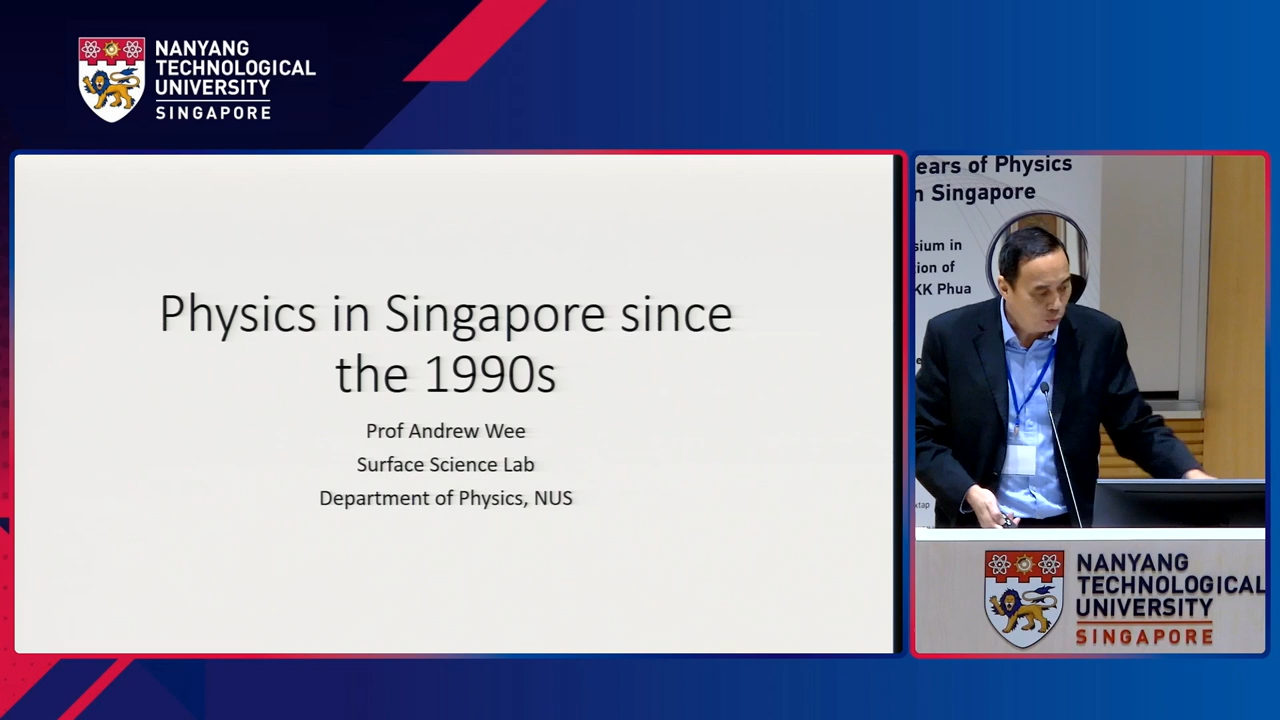 NANYANG
TECHNOLOGICAL
UNIVERSITY
SINGAPORE
Physics in Singapore since
the 1990s
Prof Andrew Wee
Surface Science Lab
Department of Physics, NUS
ears of Physics
n Singapore
sium in
tion of
KK Phua
NANYANG
TECHNOLOGICAL
UNIVERSITY
SINGAPORE